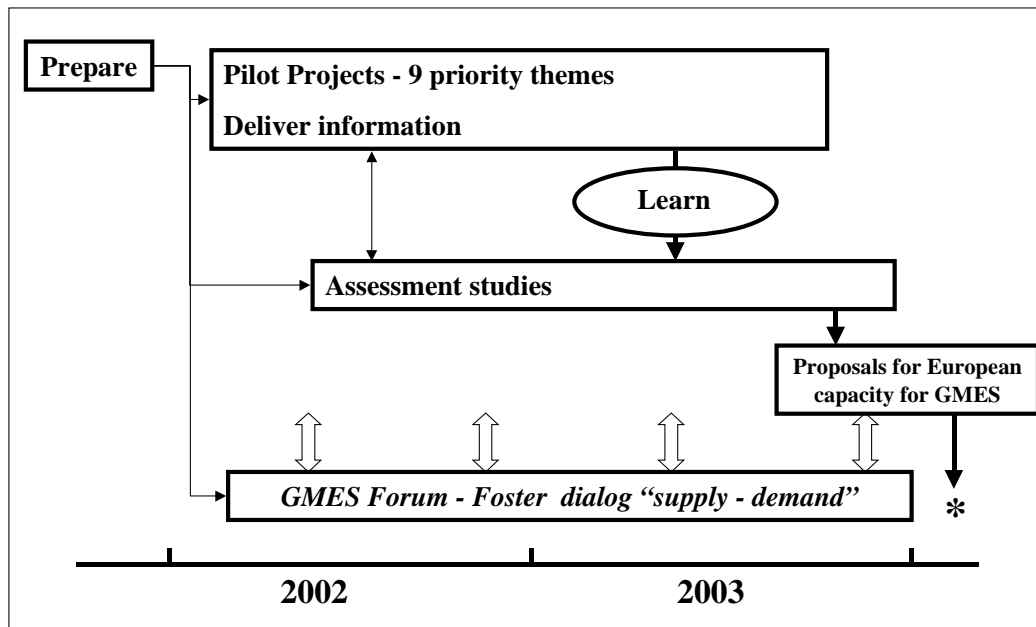 Prepare
Pilot Projects - 9 priority themes
Deliver information
Learn
Assessment studies
Proposals for European
capacity for GMES
GMES Forum - Foster dialog “supply - demand”
*
2002
2003